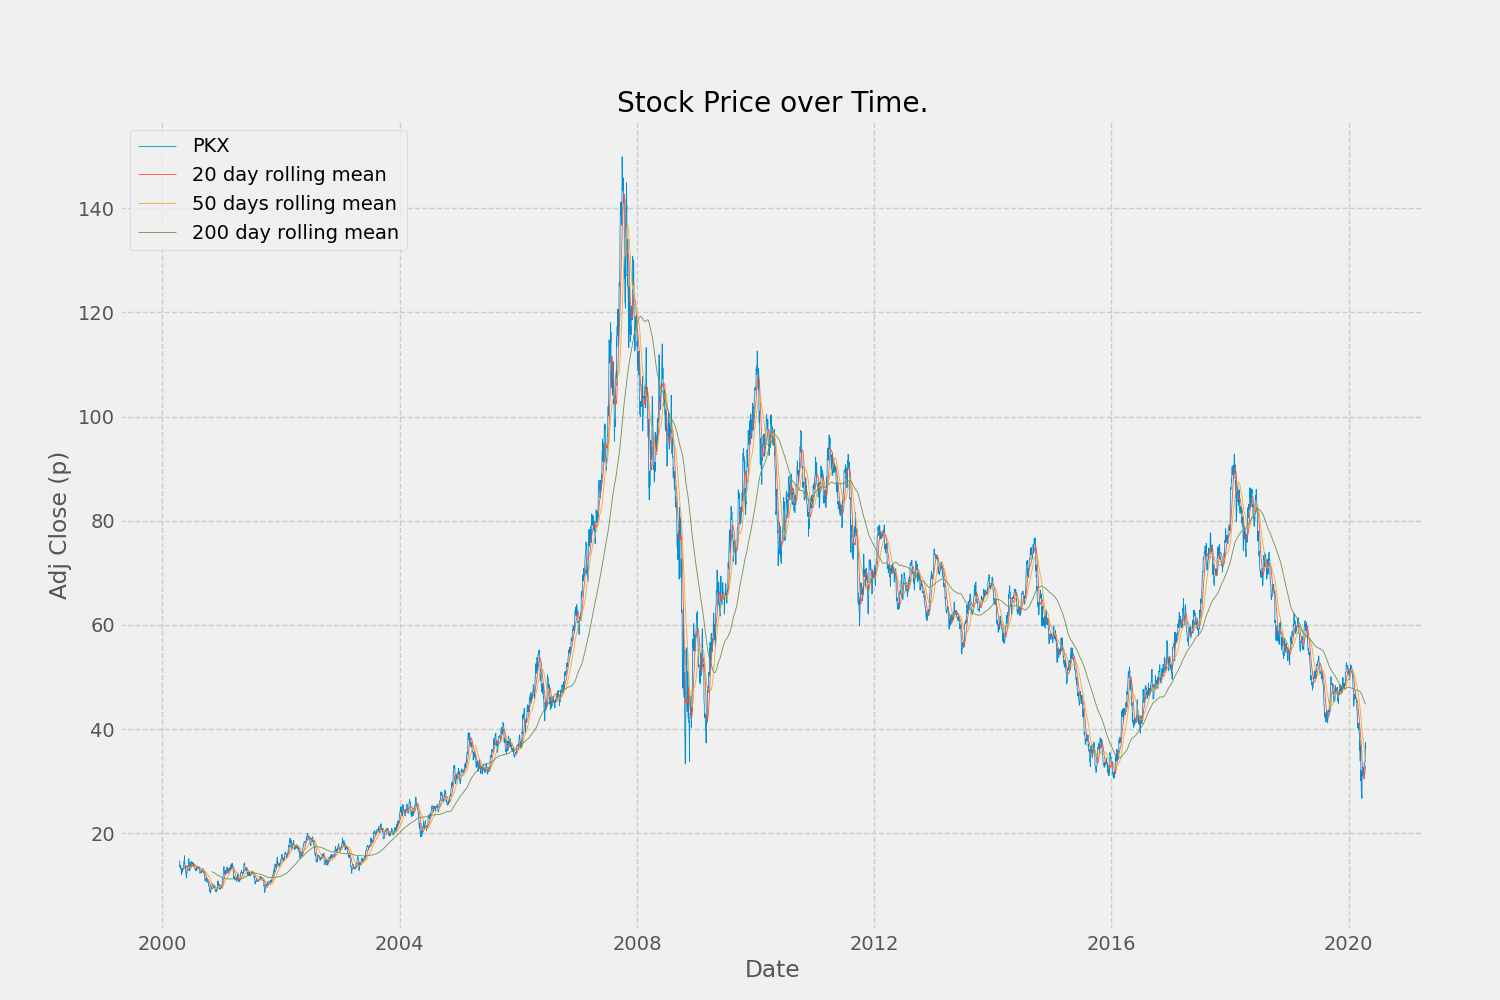 Stock Price over Time.
PKX
20 day rolling mean
50 days rolling mean
200 day rolling mean
Adj Close (p)
140
120
100
80
60
40
20
2000 2004 2008 2012 2016 2020
Date